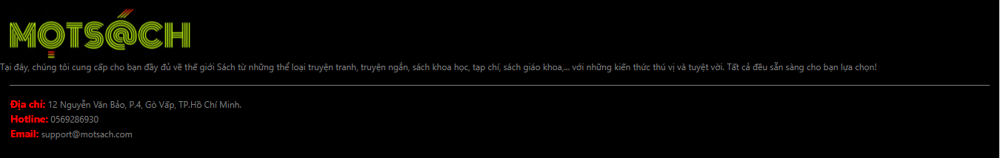 MỌTS@́CH
Tại đây, chúng tôi cung cấp cho bạn đầy đủ về thế giới Sách từ những thể loại truyện tranh, truyện ngắn, sách khoa học, tạp chí, sách giáo khoa,... với những kiến thức thú vị và tuyệt vời. Tất cả đều sẵn sàng cho bạn lựa chọn!
Địa chỉ: 12 Nguyễn Văn Bảo, P.4, Gò Vấp, TP.Hồ Chí Minh.
Hotline: 0569286930
Email: support@motsach.com